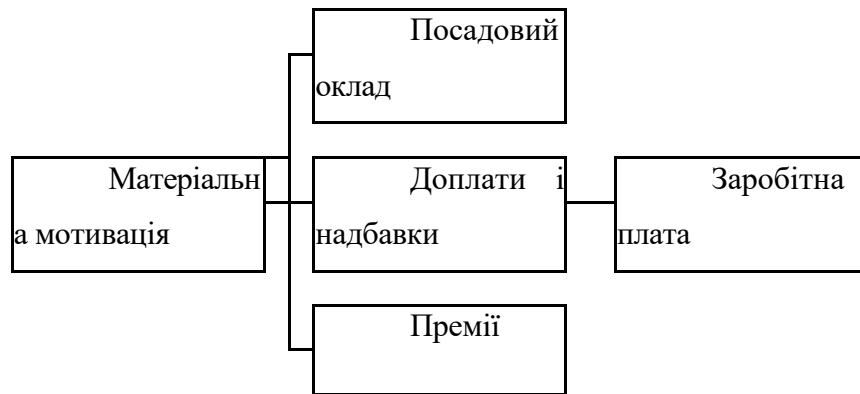 Посадовий
оклад
Матеріальн
а мотивація
Доплати і
надбавки
Заробітна
плата
Премії